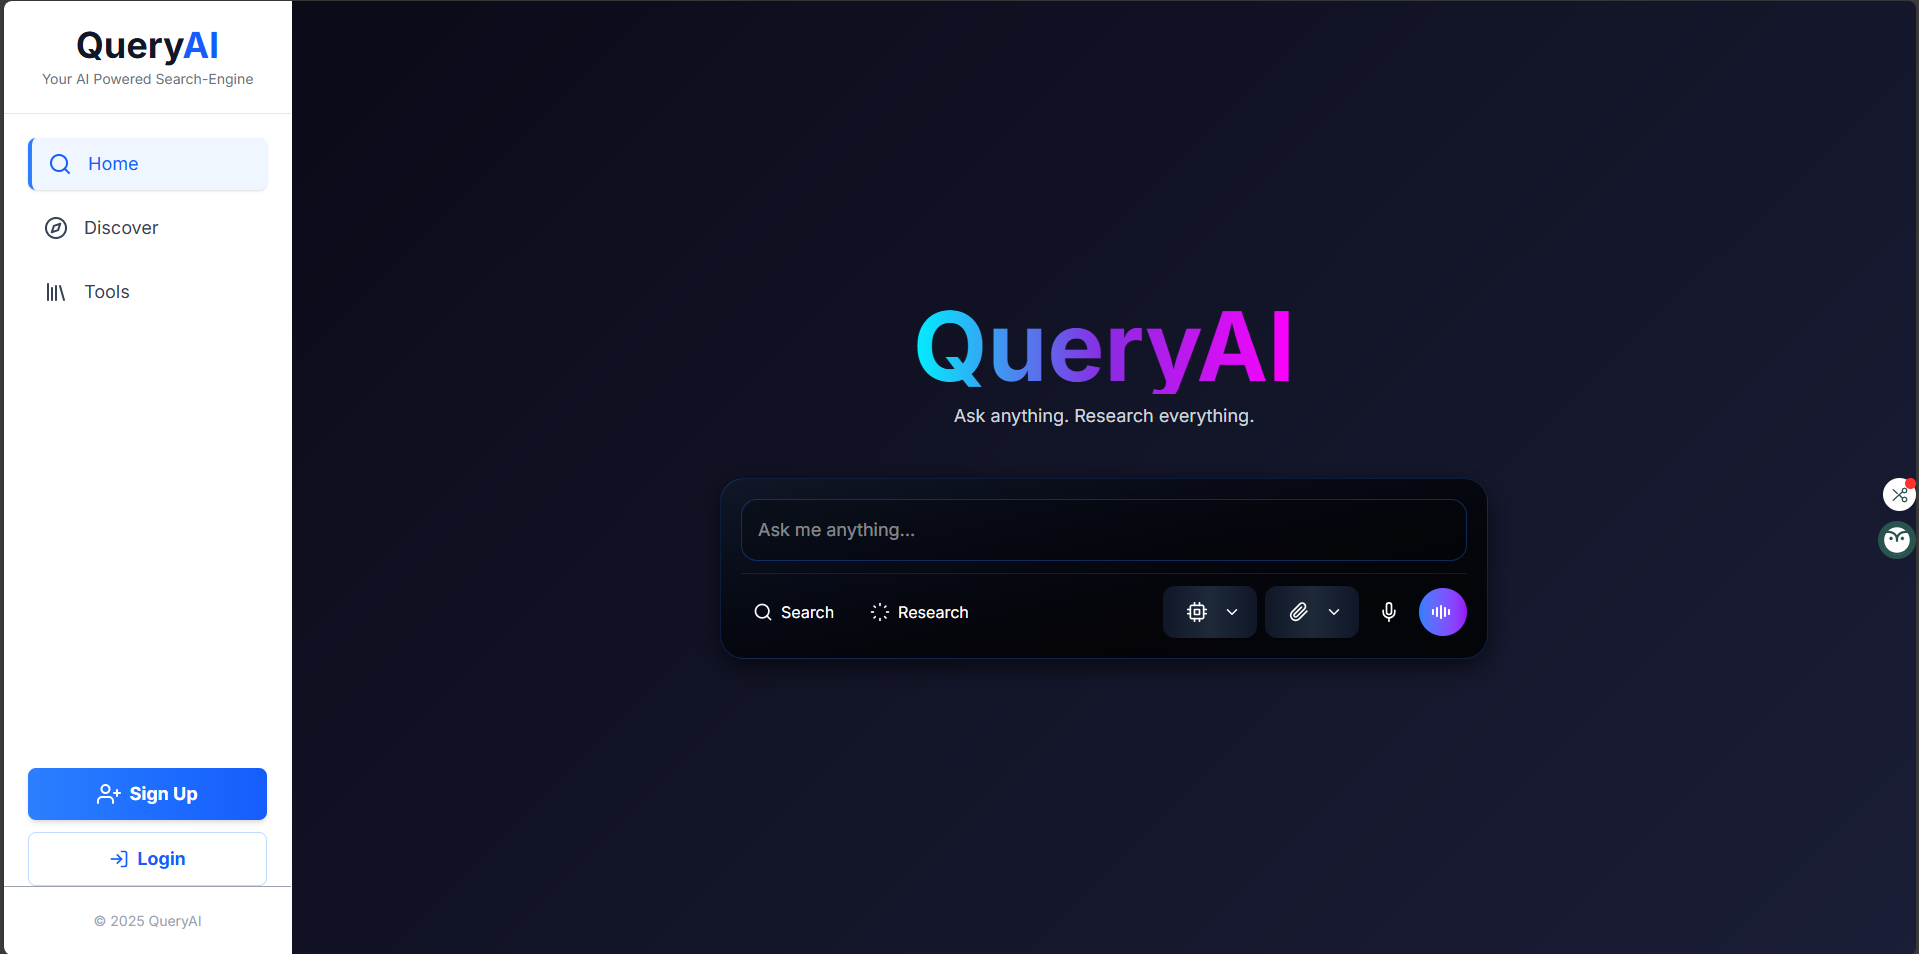 QueryAI
Your AI Powered Search-Engine
Home
Discover
Tools
Sign Up
Login
© 2025 QueryAI
QueryAI
Ask anything. Research everything.
Ask me anything...
Search
Research